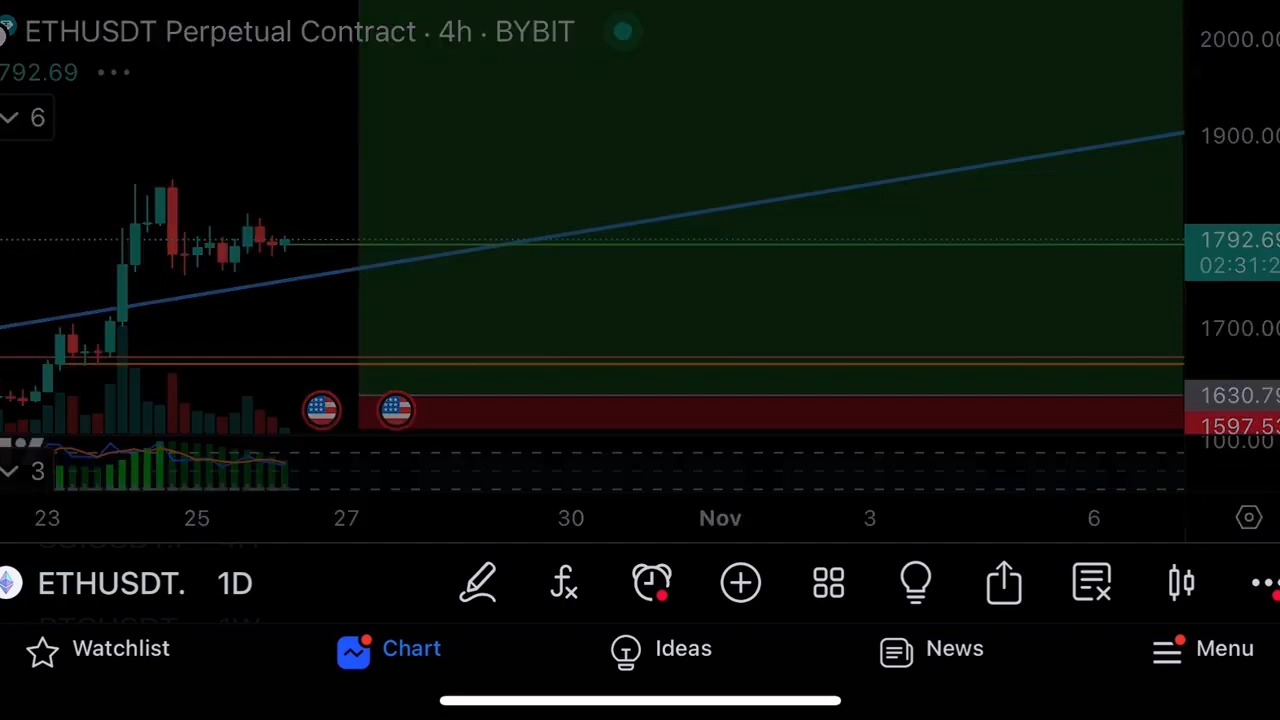 ETHUSDT Perpetual Contract · 4h · BYBIT
2000.00
792.69 •••
6
1900.00
1792.69
02:31:2
1700.00
1630.79
1597.53
100.00
3
23 25 27 30 Nov 3 6
ETHUSDT. 1D
Watchlist Chart Ideas News Menu